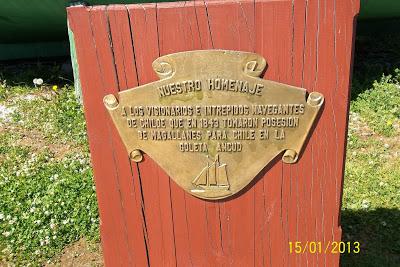 NUESTRO HOMENAJE
A LOS VISIONARIOS E INTREPIDOS NAVEGANTES
DE CHILOE QUE EN 1843 TOMARON POSESION
DE MAGALLANES PARA CHILE EN LA
GOLETA ANCUD
15/01/2013